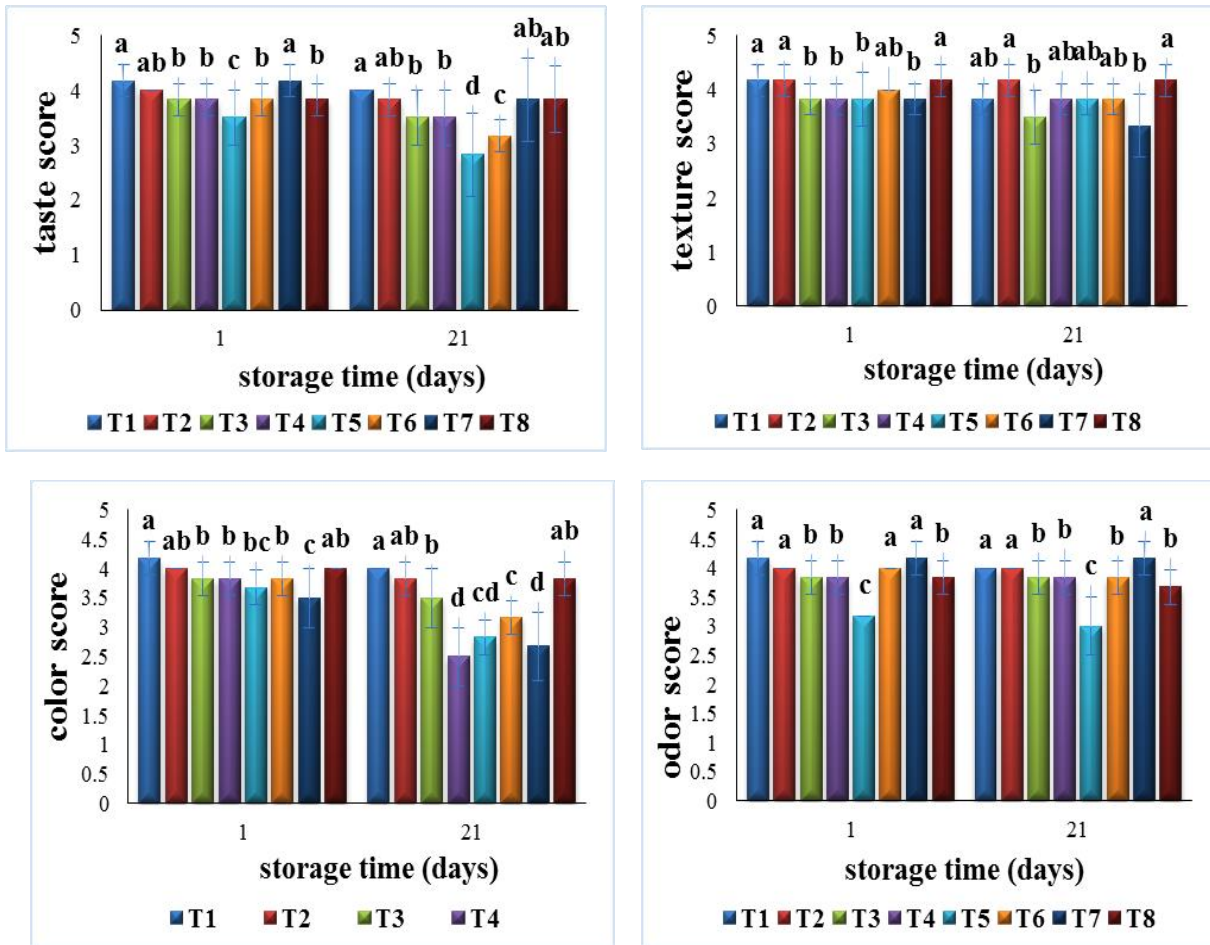 taste score
5
4
3
2
1
0
a ab b b c b a b a ab b b d c ab ab
1 21
storage time (days)
T1 T2 T3 T4 T5 T6 T7 T8
texture score
5
4
3
2
1
0
a a b b b ab b a ab a b ab ab ab b a
1 21
storage time (days)
T1 T2 T3 T4 T5 T6 T7 T8
color score
5
4.5
4
3.5
3
2.5
2
1.5
1
0.5
0
a ab b b bc b c ab a ab b d cd c d ab
1 21
storage time (days)
T1 T2 T3 T4
odor score
5
4.5
4
3.5
3
2.5
2
1.5
1
0.5
0
a a b b c a a b a a b b c b a b
1 21
storage time (days)
T1 T2 T3 T4 T5 T6 T7 T8